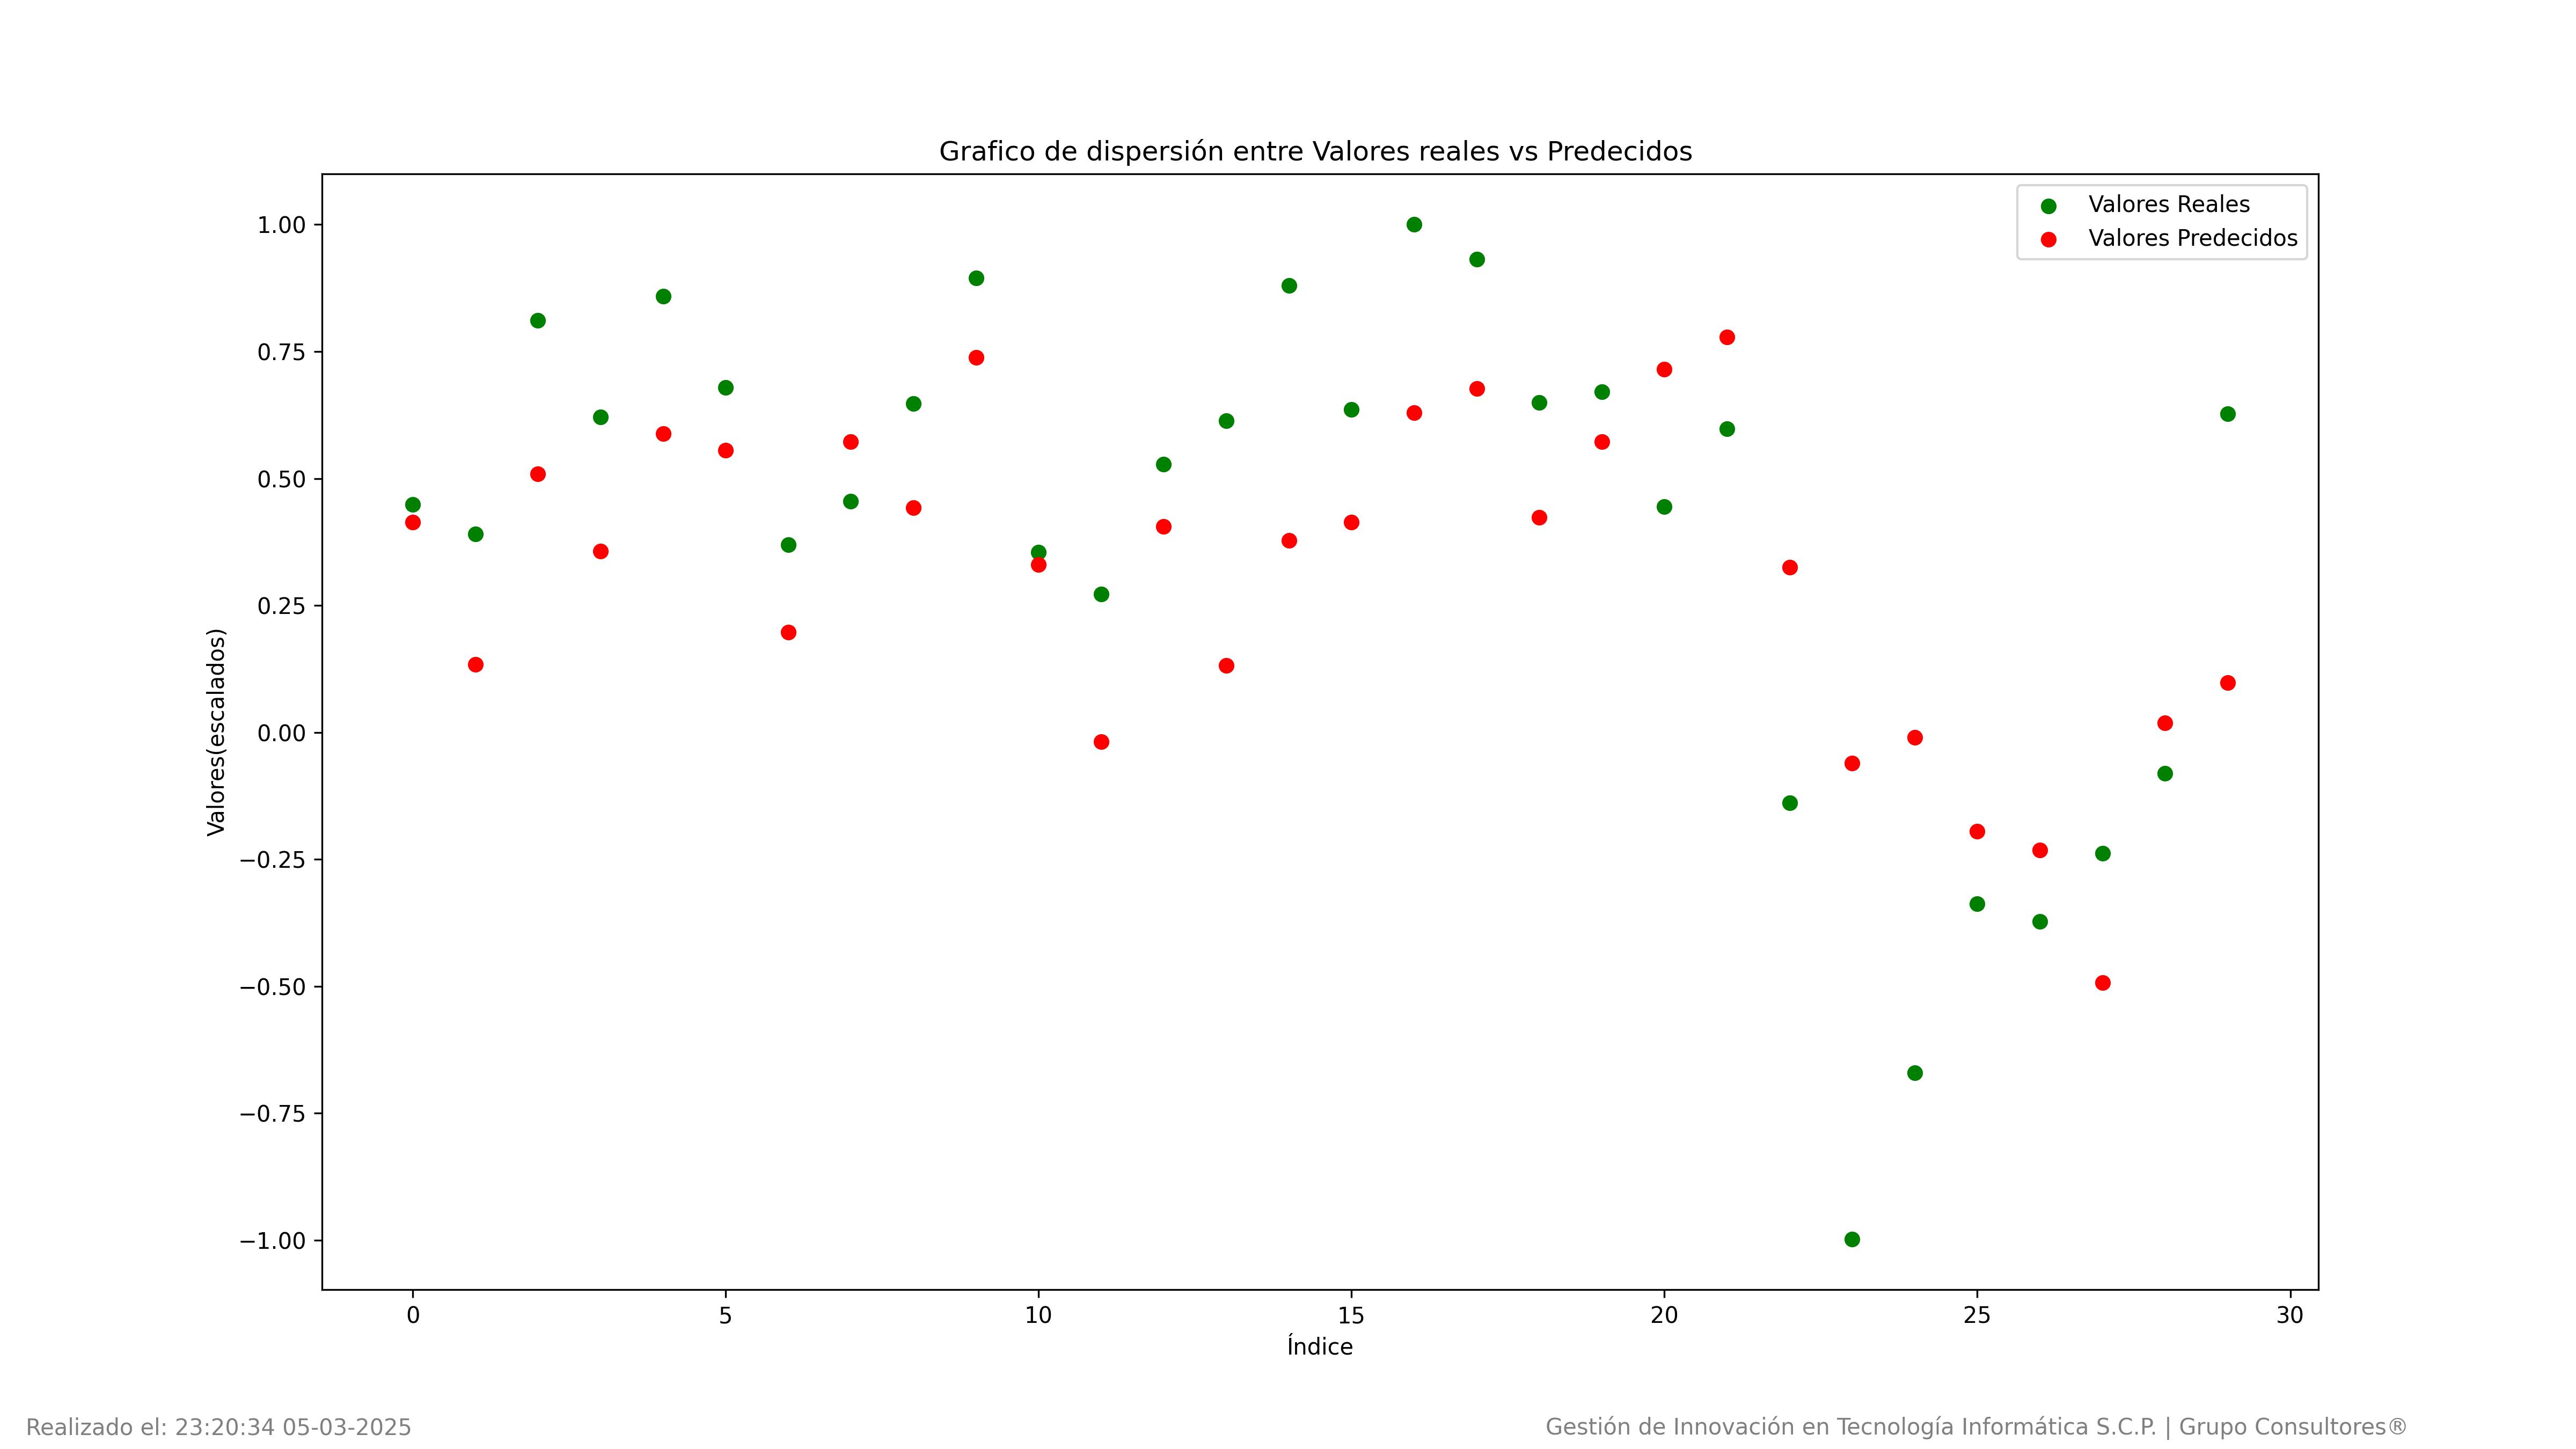 Grafico de dispersión entre Valores reales vs Predecidos
Valores Reales
Valores Predecidos
1.00
0.75
0.50
0.25
0.00
−0.25
−0.50
−0.75
−1.00
Valores(escalados)
0 5 10 15 20 25 30
Índice
Realizado el: 23:20:34 05-03-2025
Gestión de Innovación en Tecnología Informática S.C.P. | Grupo Consultores®